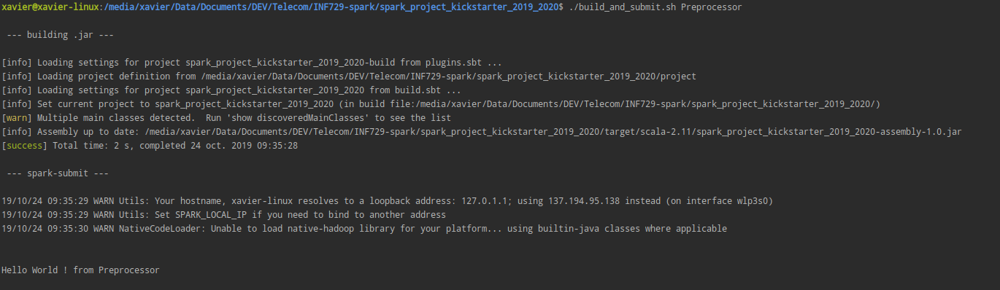 xavier@xavier-linux:/media/xavier/Data/Documents/DEV/Telecom/INF729-spark/spark_project_kickstarter_2019_2020$ ./build_and_submit.sh Preprocessor
--- building .jar ---
[info] Loading settings for project spark_project_kickstarter_2019_2020-build from plugins.sbt ...
[info] Loading project definition from /media/xavier/Data/Documents/DEV/Telecom/INF729-spark/spark_project_kickstarter_2019_2020/project
[info] Loading settings for project spark_project_kickstarter_2019_2020 from build.sbt ...
[info] Set current project to spark_project_kickstarter_2019_2020 (in build file:/media/xavier/Data/Documents/DEV/Telecom/INF729-spark/spark_project_kickstarter_2019_2020/)
[warn] Multiple main classes detected.  Run 'show discoveredMainClasses' to see the list
[info] Assembly up to date: /media/xavier/Data/Documents/DEV/Telecom/INF729-spark/spark_project_kickstarter_2019_2020/target/scala-2.11/spark_project_kickstarter_2019_2020-assembly-1.0.jar
[success] Total time: 2 s, completed 24 oct. 2019 09:35:28
--- spark-submit ---
19/10/24 09:35:29 WARN Utils: Your hostname, xavier-linux resolves to a loopback address: 127.0.1.1; using 137.194.95.138 instead (on interface wlp3s0)
19/10/24 09:35:29 WARN Utils: Set SPARK_LOCAL_IP if you need to bind to another address
19/10/24 09:35:30 WARN NativeCodeLoader: Unable to load native-hadoop library for your platform... using builtin-java classes where applicable
Hello World ! from Preprocessor